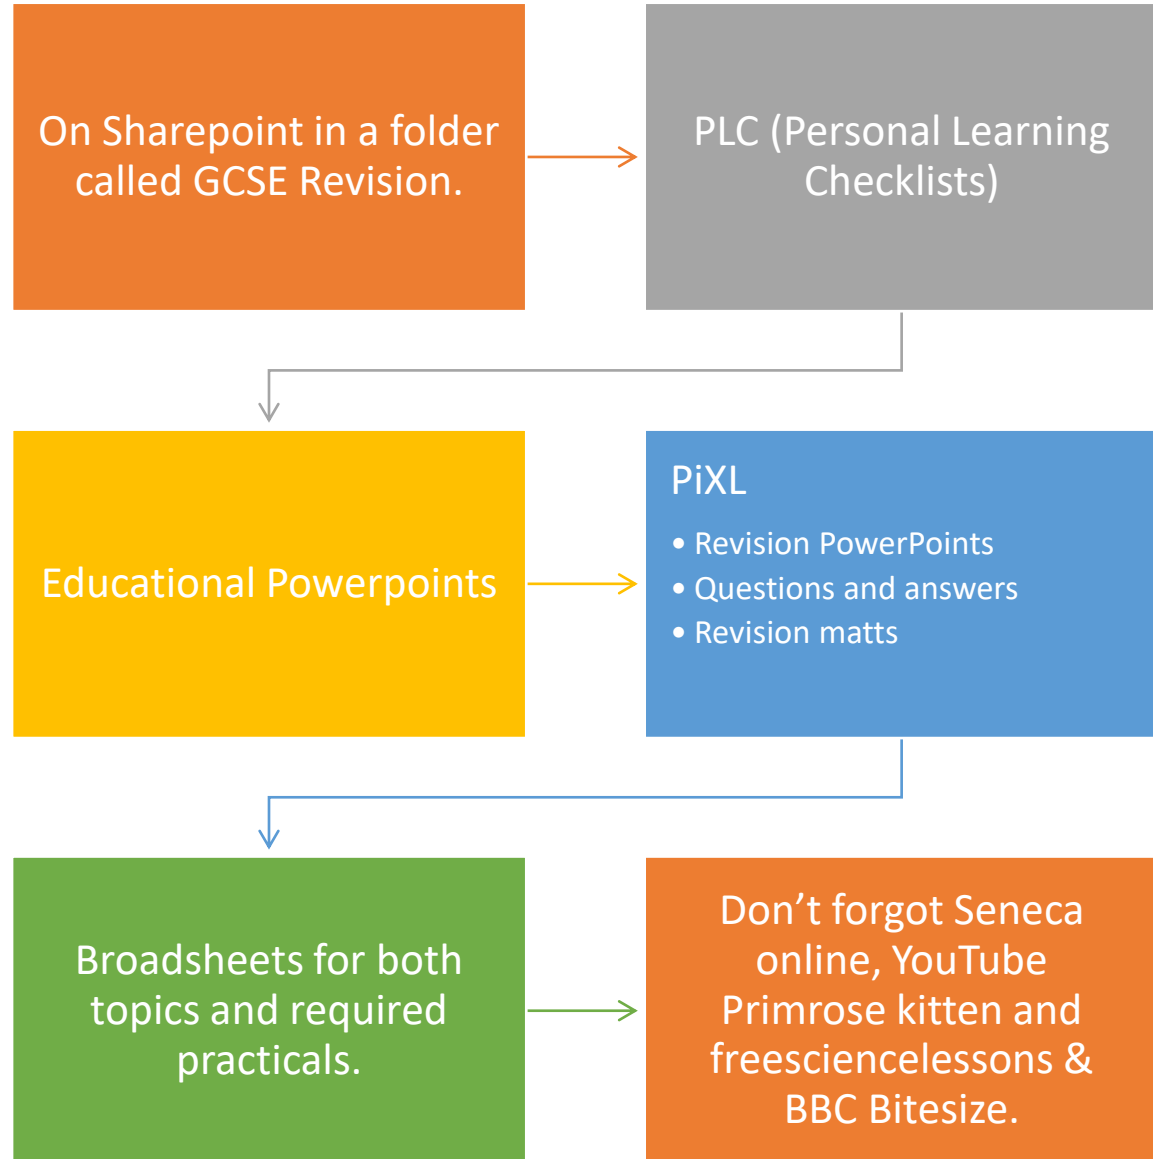 On Sharepoint in a folder
called GCSE Revision.
PLC (Personal Learning
Checklists)
Educational Powerpoints
PiXL
• Revision PowerPoints
• Questions and answers
• Revision matts
Broadsheets for both
topics and required
practicals.
Don’t forgot Seneca
online, YouTube
Primrose kitten and
freesciencelessons &
BBC Bitesize.